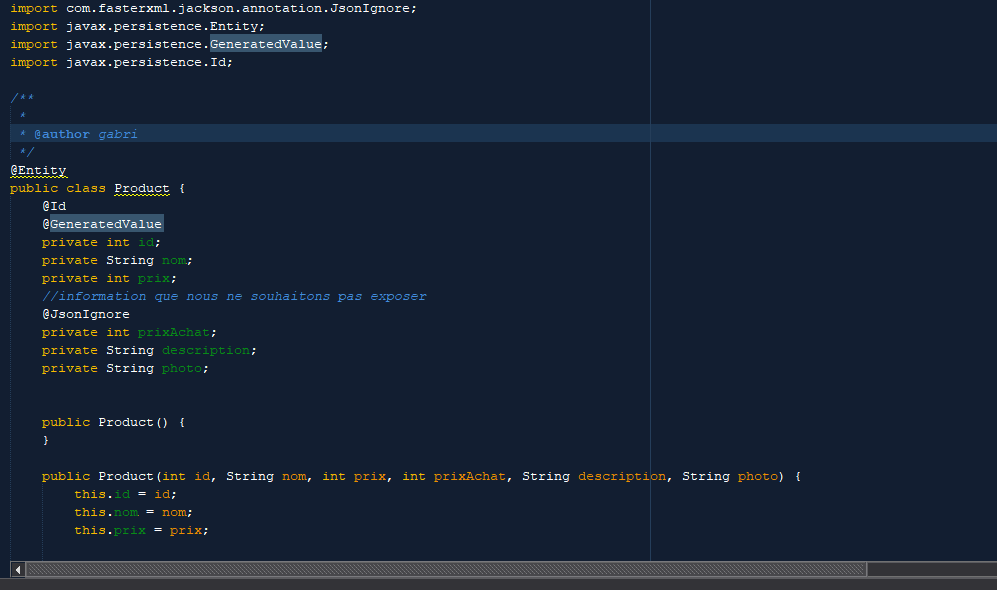 import com.fasterxml.jackson.annotation.JsonIgnore;
import javax.persistence.Entity;
import javax.persistence.GeneratedValue;
import javax.persistence.Id;
/**
*
* @author gabri
*/
@Entity
public class Product {
@Id
@GeneratedValue
private int id;
private String nom;
private int prix;
//information que nous ne souhaitons pas exposer
@JsonIgnore
private int prixAchat;
private String description;
private String photo;
public Product() {
}
public Product(int id, String nom, int prix, int prixAchat, String description, String photo) {
this.id = id;
this.nom = nom;
this.prix = prix;